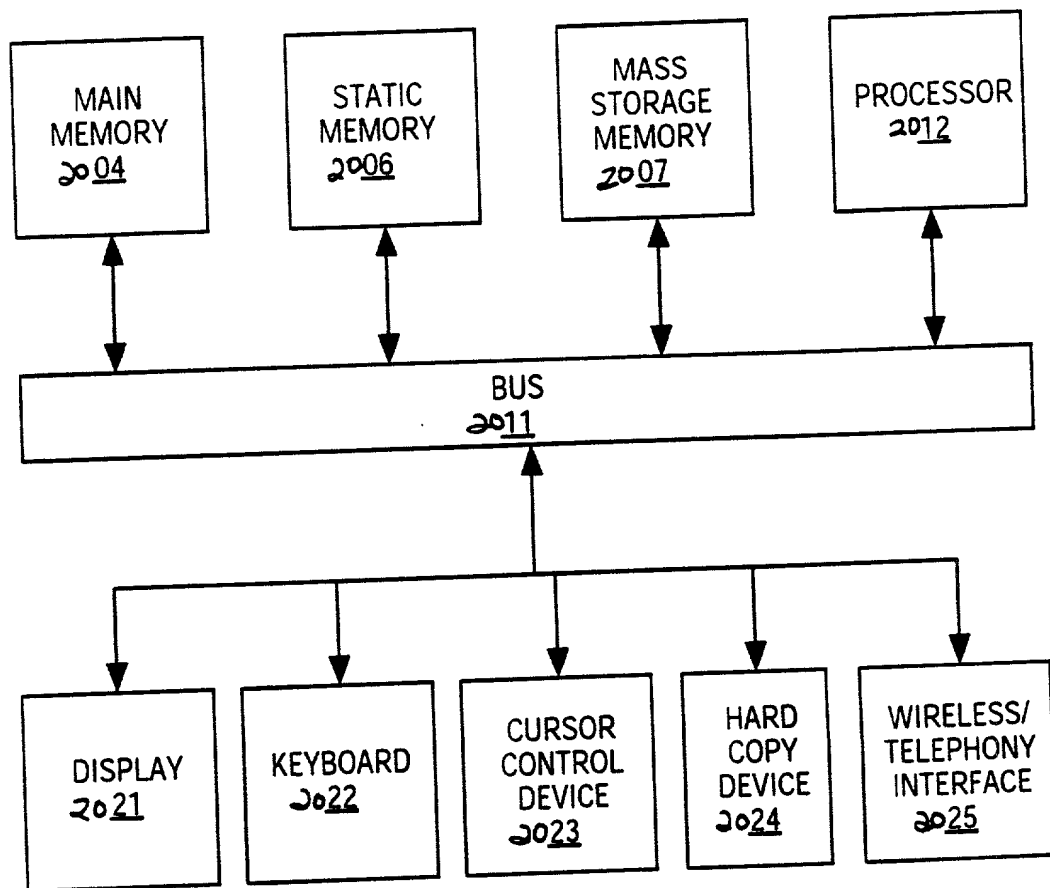 MAIN
MEMORY
2004
STATIC
MEMORY
2006
MASS
STORAGE
MEMORY
2007
PROCESSOR
2012
BUS
2011
DISPLAY
2021
KEYBOARD
2022
CURSOR
CONTROL
DEVICE
2023
HARD
COPY
DEVICE
2024
WIRELESS/
TELEPHONY
INTERFACE
2025